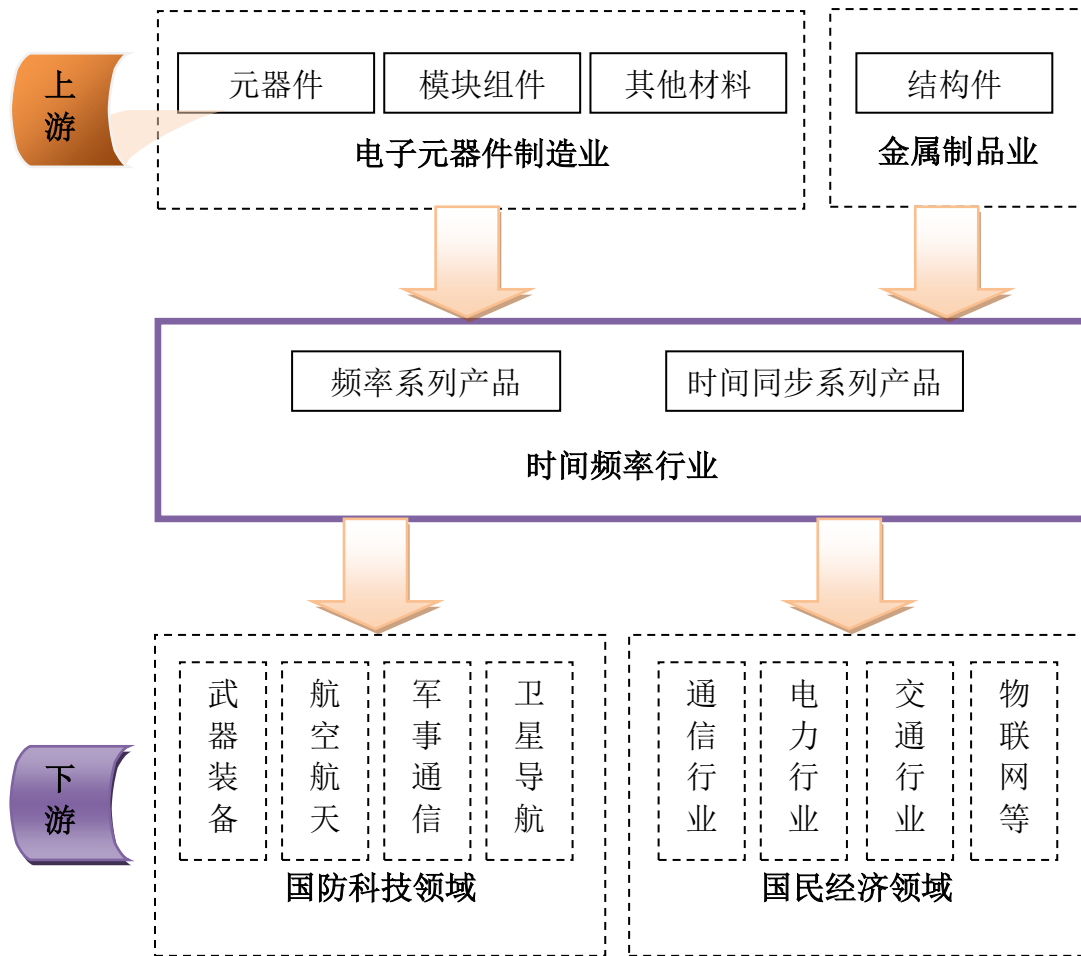 上游
元器件
模块组件
其他材料
结构件
电子元器件制造业
金属制品业
频率系列产品
时间同步系列产品
时间频率行业
下游
武器装备
航空航天
军事通信
卫星导航
通信行业
电力行业
交通行业
物联网等
国防科技领域
国民经济领域